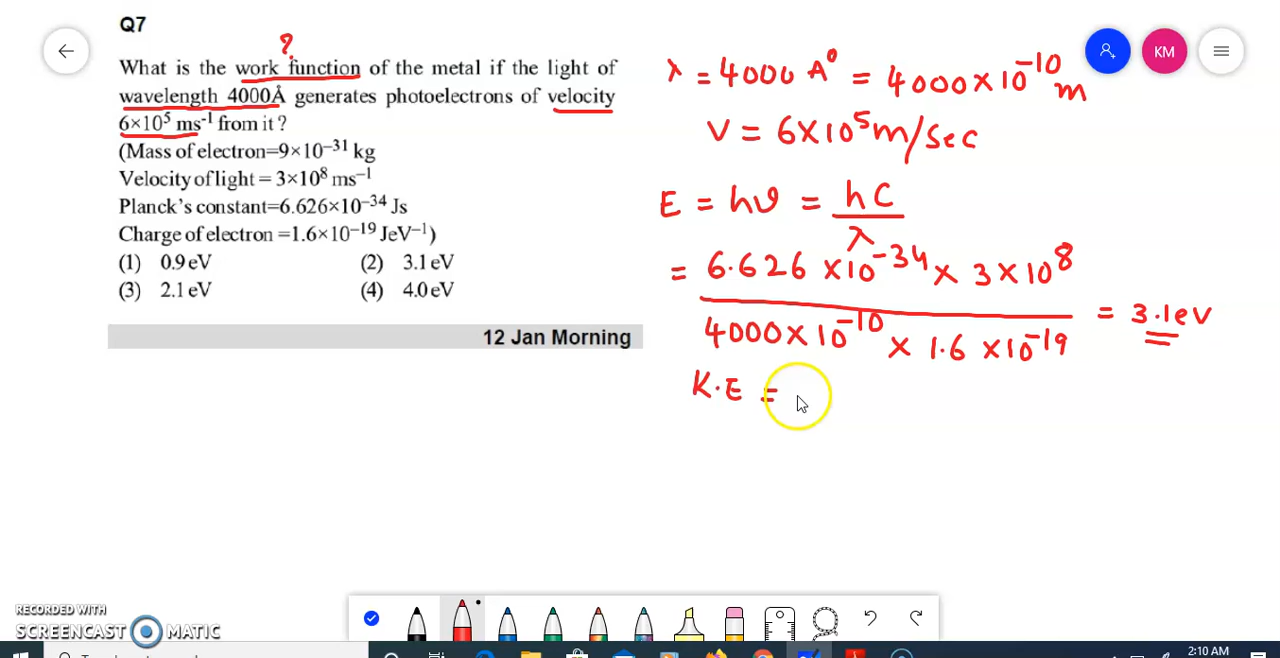 Q7
?
What is the work function of the metal if the light of
wavelength 4000Å generates photoelectrons of velocity
6×10⁵ ms⁻¹ from it?
(Mass of electron=9×10⁻³¹ kg
Velocity of light = 3×10⁸ ms⁻¹
Planck's constant=6.626×10⁻³⁴ Js
Charge of electron =1.6×10⁻¹⁹ JeV⁻¹)
(1) 0.9 eV (2) 3.1 eV
(3) 2.1 eV (4) 4.0 eV
12 Jan Morning
λ = 4000 A⁰ = 4000×10⁻¹⁰ m
V = 6×10⁵ m/sec
E = hυ = hC/λ
= 6.626×10⁻³⁴ × 3×10⁸ / 4000×10⁻¹⁰ × 1.6×10⁻¹⁹ = 3.1eV
K.E =
KM
RECORDED WITH
SCREENCAST MATIC
2:10 AM